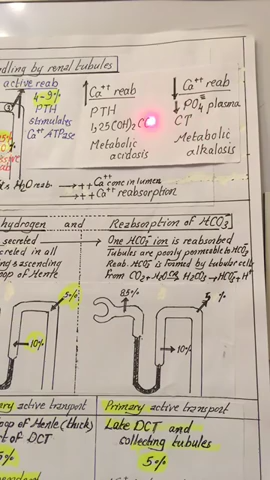 ndling by renal tubules
active reab
4-9%
PTH
stimulates
Ca++ ATPase
↑ Ca++ reab
PTH
1,25(OH)2 CC
Metabolic
acidosis
↓ Ca++ reab
↓ PO4= plasma
CT
Metabolic
alkalosis
H2O reab → ++ Ca++ conc in lumen
→ ++ Ca++ reabsorption
hydrogen and Reabsorption of HCO3-
secreted
creted in all
nd & ascending
oop of Henle
→ One HCO3- ion is reabsorbed
Tubules are poorly permeable to HCO3-
Reab. HCO3- is formed by tubular cells
from CO2 + H2O → H2CO3 → HCO3- + H+
5%
10%
85%
5%
10%
ary active transport
oop of Henle (thick)
t of DCT
5%
Primary active transport
Late DCT and
collecting tubules
5%